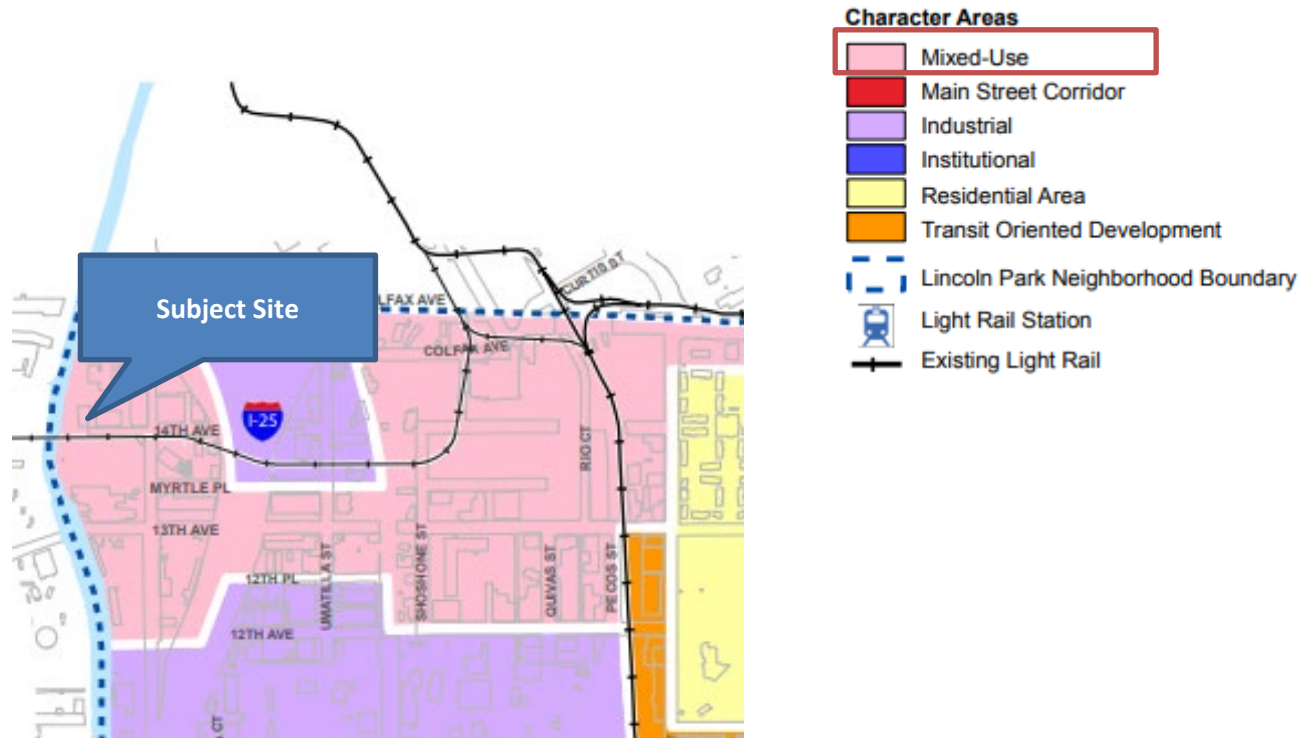 Character Areas
Mixed-Use
Main Street Corridor
Industrial
Institutional
Residential Area
Transit Oriented Development
Lincoln Park Neighborhood Boundary
Light Rail Station
Existing Light Rail
Subject Site
CURTIS ST
LFAX AVE
COLFAX AVE
I-25
14TH AVE
RIO CT
MYRTLE PL
13TH AVE
UMATILLA ST
SHOSHONE ST
QUIVAS ST
PECOS ST
12TH PL
12TH AVE
CT